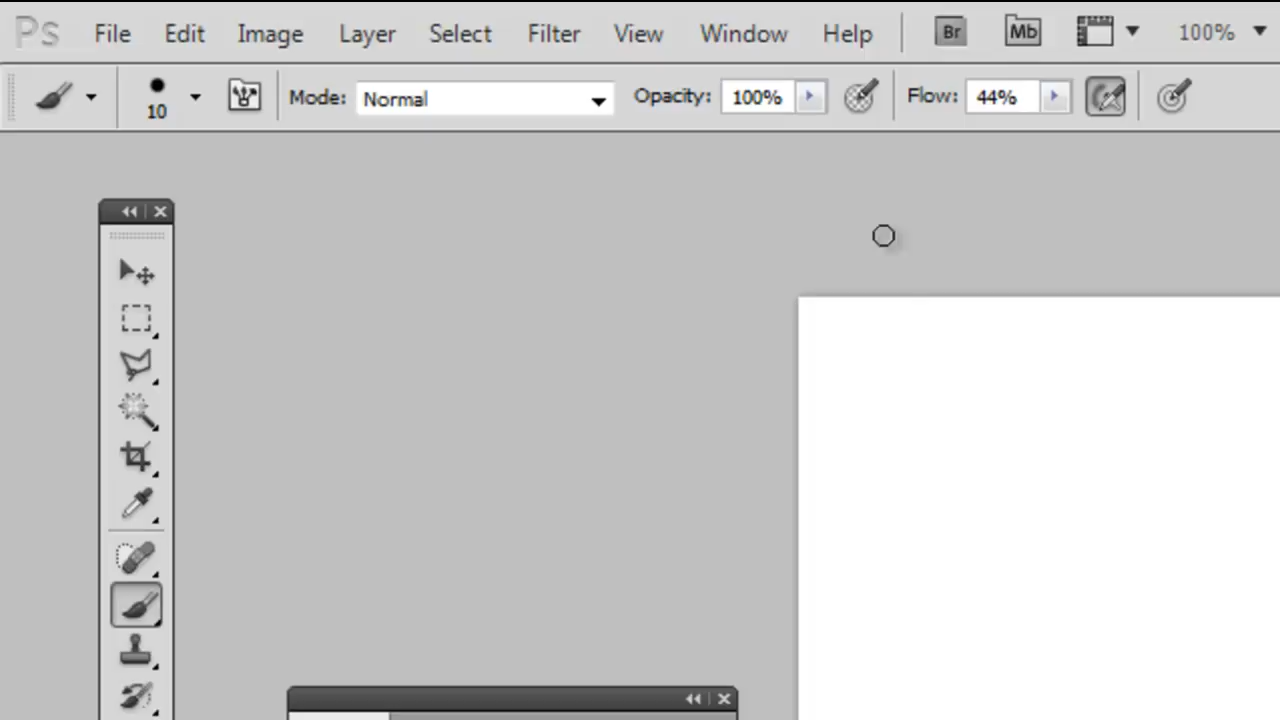 Ps File Edit Image Layer Select Filter View Window Help Br Mb 100%
10 Mode: Normal Opacity: 100% Flow: 44%